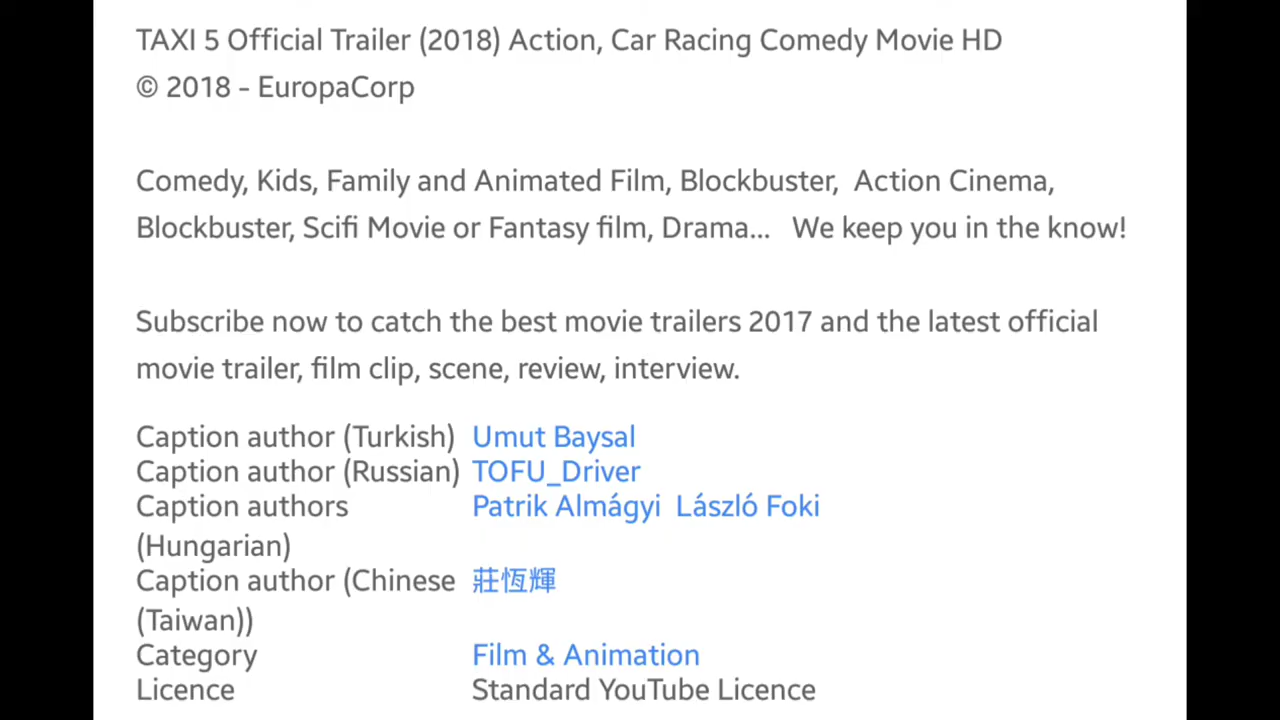 TAXI 5 Official Trailer (2018) Action, Car Racing Comedy Movie HD
© 2018 - EuropaCorp
Comedy, Kids, Family and Animated Film, Blockbuster,  Action Cinema,
Blockbuster, Scifi Movie or Fantasy film, Drama...   We keep you in the know!
Subscribe now to catch the best movie trailers 2017 and the latest official
movie trailer, film clip, scene, review, interview.
Caption author (Turkish) Umut Baysal
Caption author (Russian) TOFU_Driver
Caption authors Patrik Almágyi László Foki
(Hungarian)
Caption author (Chinese 莊恆輝
(Taiwan))
Category Film & Animation
Licence Standard YouTube Licence